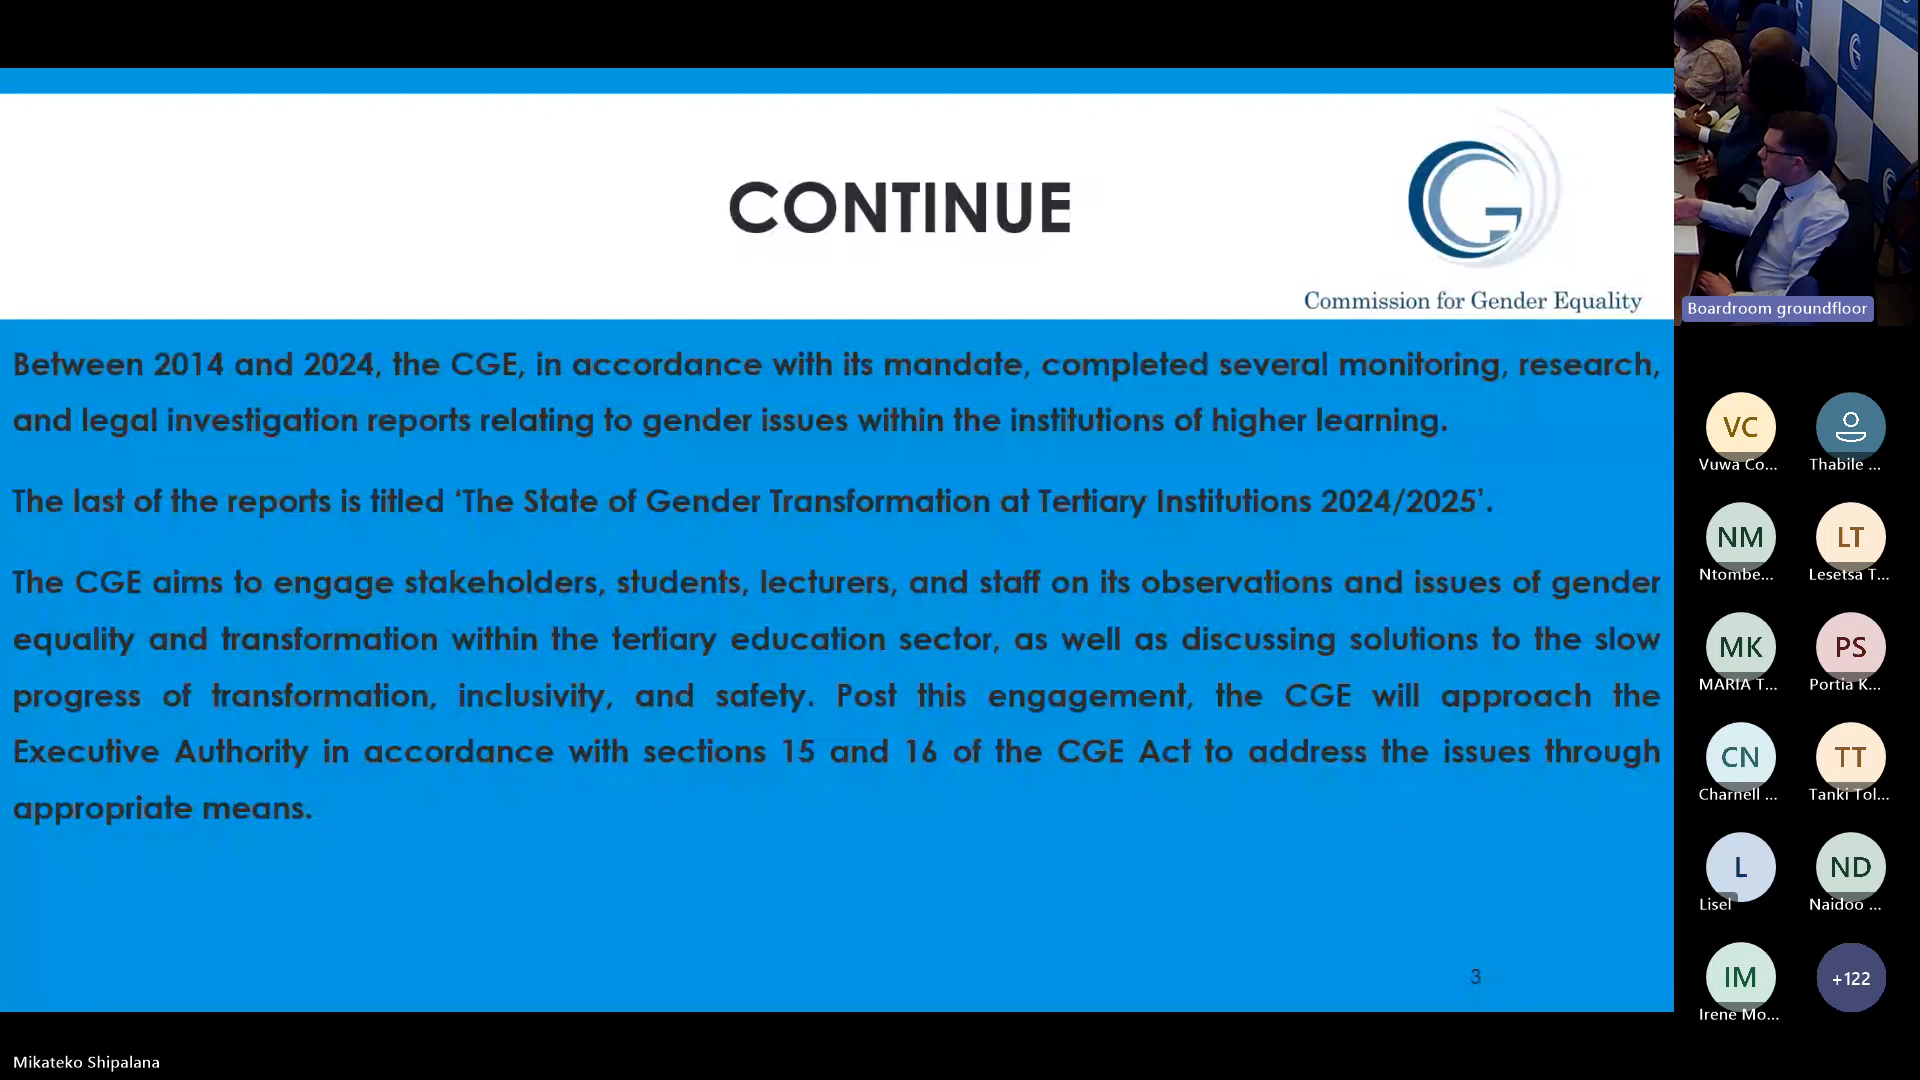 CONTINUE
Commission for Gender Equality
Between 2014 and 2024, the CGE, in accordance with its mandate, completed several monitoring, research,
and legal investigation reports relating to gender issues within the institutions of higher learning.
The last of the reports is titled ‘The State of Gender Transformation at Tertiary Institutions 2024/2025’.
The CGE aims to engage stakeholders, students, lecturers, and staff on its observations and issues of gender
equality and transformation within the tertiary education sector, as well as discussing solutions to the slow
progress of transformation, inclusivity, and safety. Post this engagement, the CGE will approach the
Executive Authority in accordance with sections 15 and 16 of the CGE Act to address the issues through
appropriate means.
3
Mikateko Shipalana
Boardroom groundfloor
VC
Vuwa Co...
Thabile ...
NM
Ntombe...
LT
Lesetsa T...
MK
MARIA T...
PS
Portia K...
CN
Charnell ...
TT
Tanki Tol...
L
Lisel
ND
Naidoo ...
IM
Irene Mo...
+122